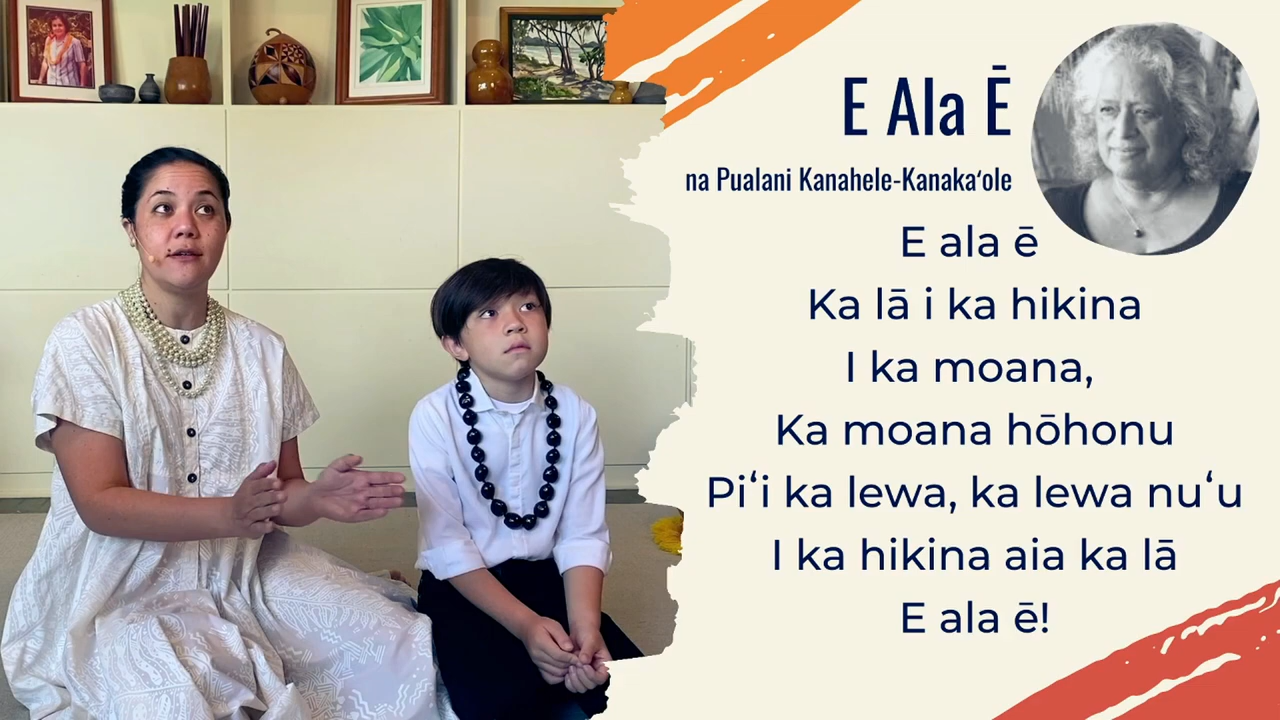 E Ala Ē
na Pualani Kanahele-Kanakaʻole
E ala ē
Ka lā i ka hikina
I ka moana,
Ka moana hōhonu
Piʻi ka lewa, ka lewa nuʻu
I ka hikina aia ka lā
E ala ē!